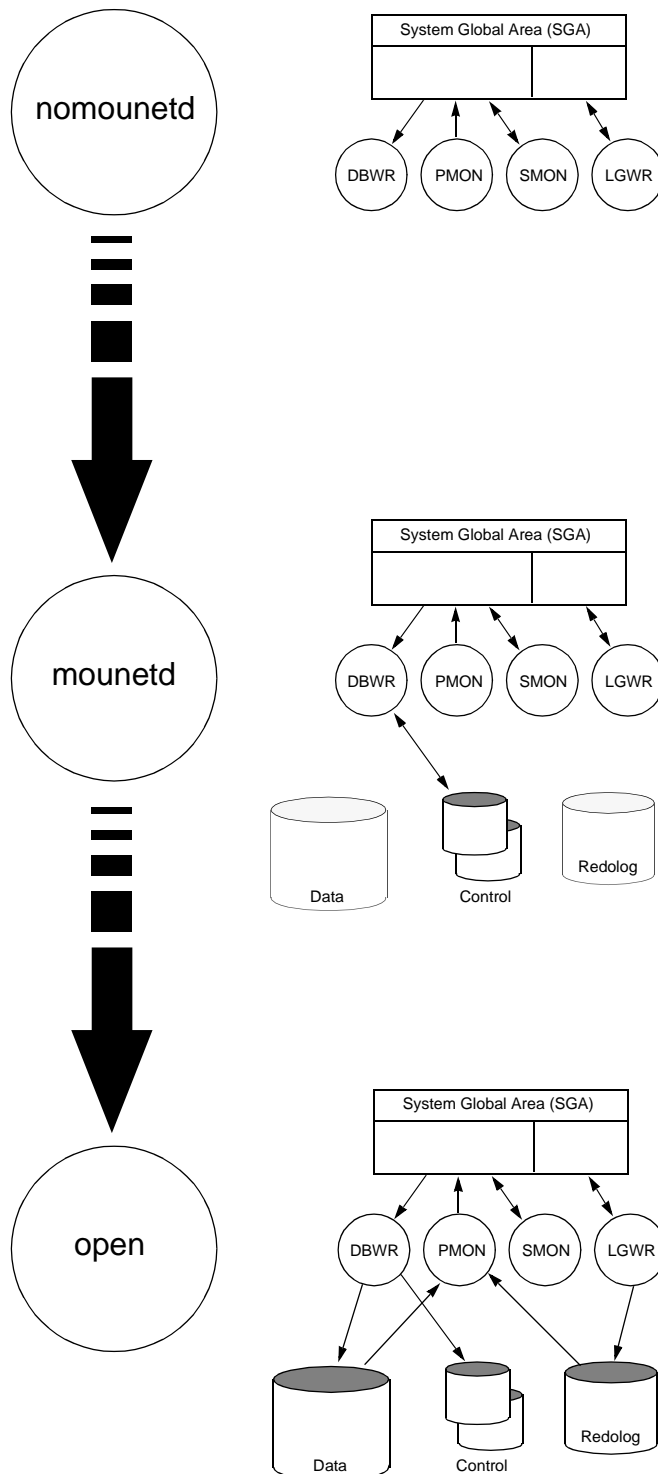 System Global Area (SGA)
nomounetd
DBWR PMON SMON LGWR
System Global Area (SGA)
mounetd
DBWR PMON SMON LGWR
Data Control Redolog
System Global Area (SGA)
open
DBWR PMON SMON LGWR
Data Control Redolog